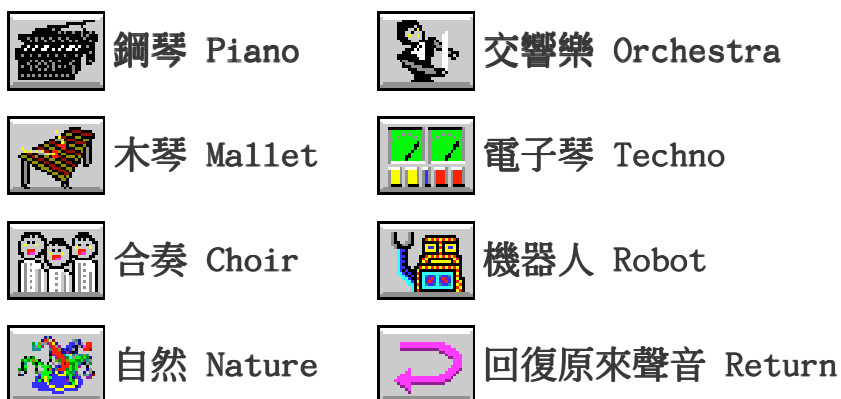 鋼琴 Piano
交響樂 Orchestra
木琴 Mallet
電子琴 Techno
合奏 Choir
機器人 Robot
自然 Nature
回復原來聲音 Return